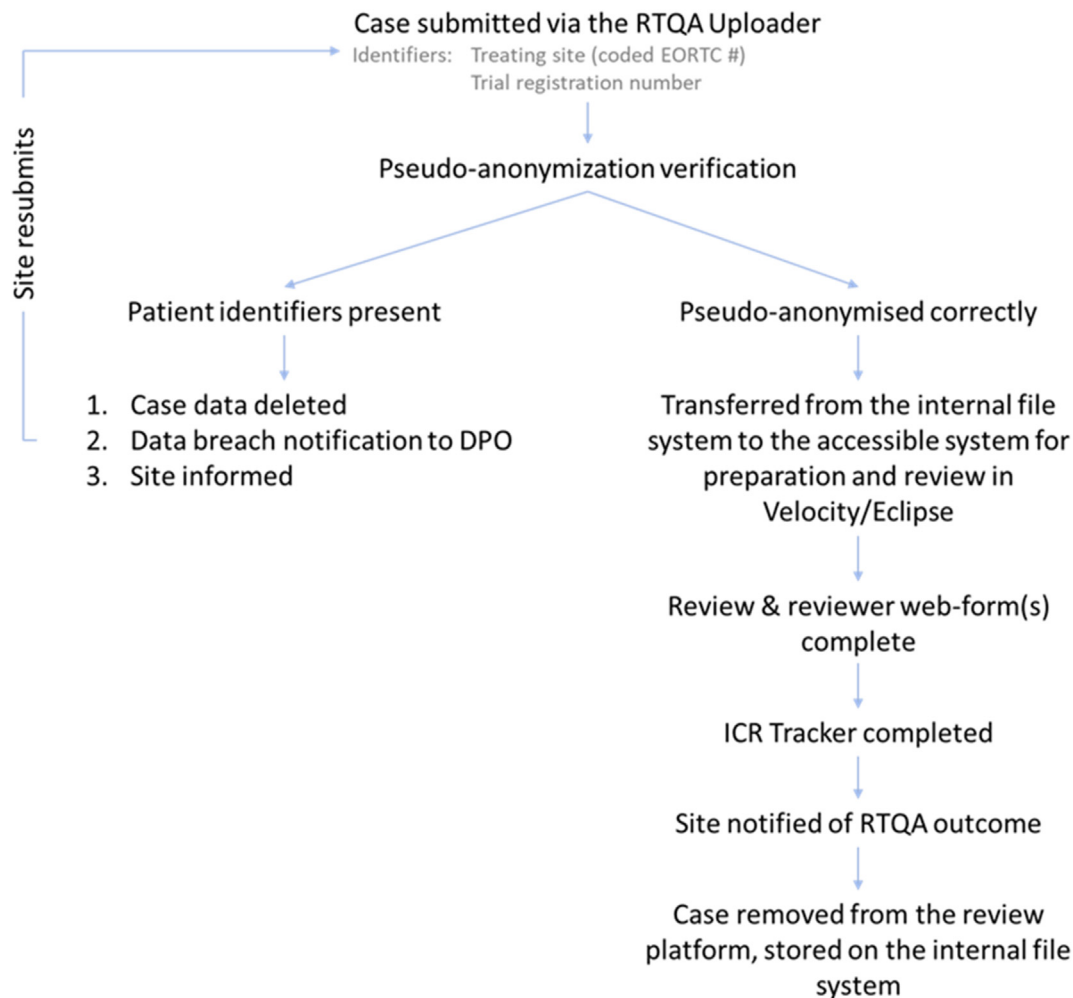 Case submitted via the RTQA Uploader
Identifiers: Treating site (coded EORTC #)
Trial registration number
Site resubmits
Pseudo-anonymization verification
Patient identifiers present
1. Case data deleted
2. Data breach notification to DPO
3. Site informed
Pseudo-anonymised correctly
Transferred from the internal file
system to the accessible system for
preparation and review in
Velocity/Eclipse
Review & reviewer web-form(s)
complete
ICR Tracker completed
Site notified of RTQA outcome
Case removed from the review
platform, stored on the internal file
system